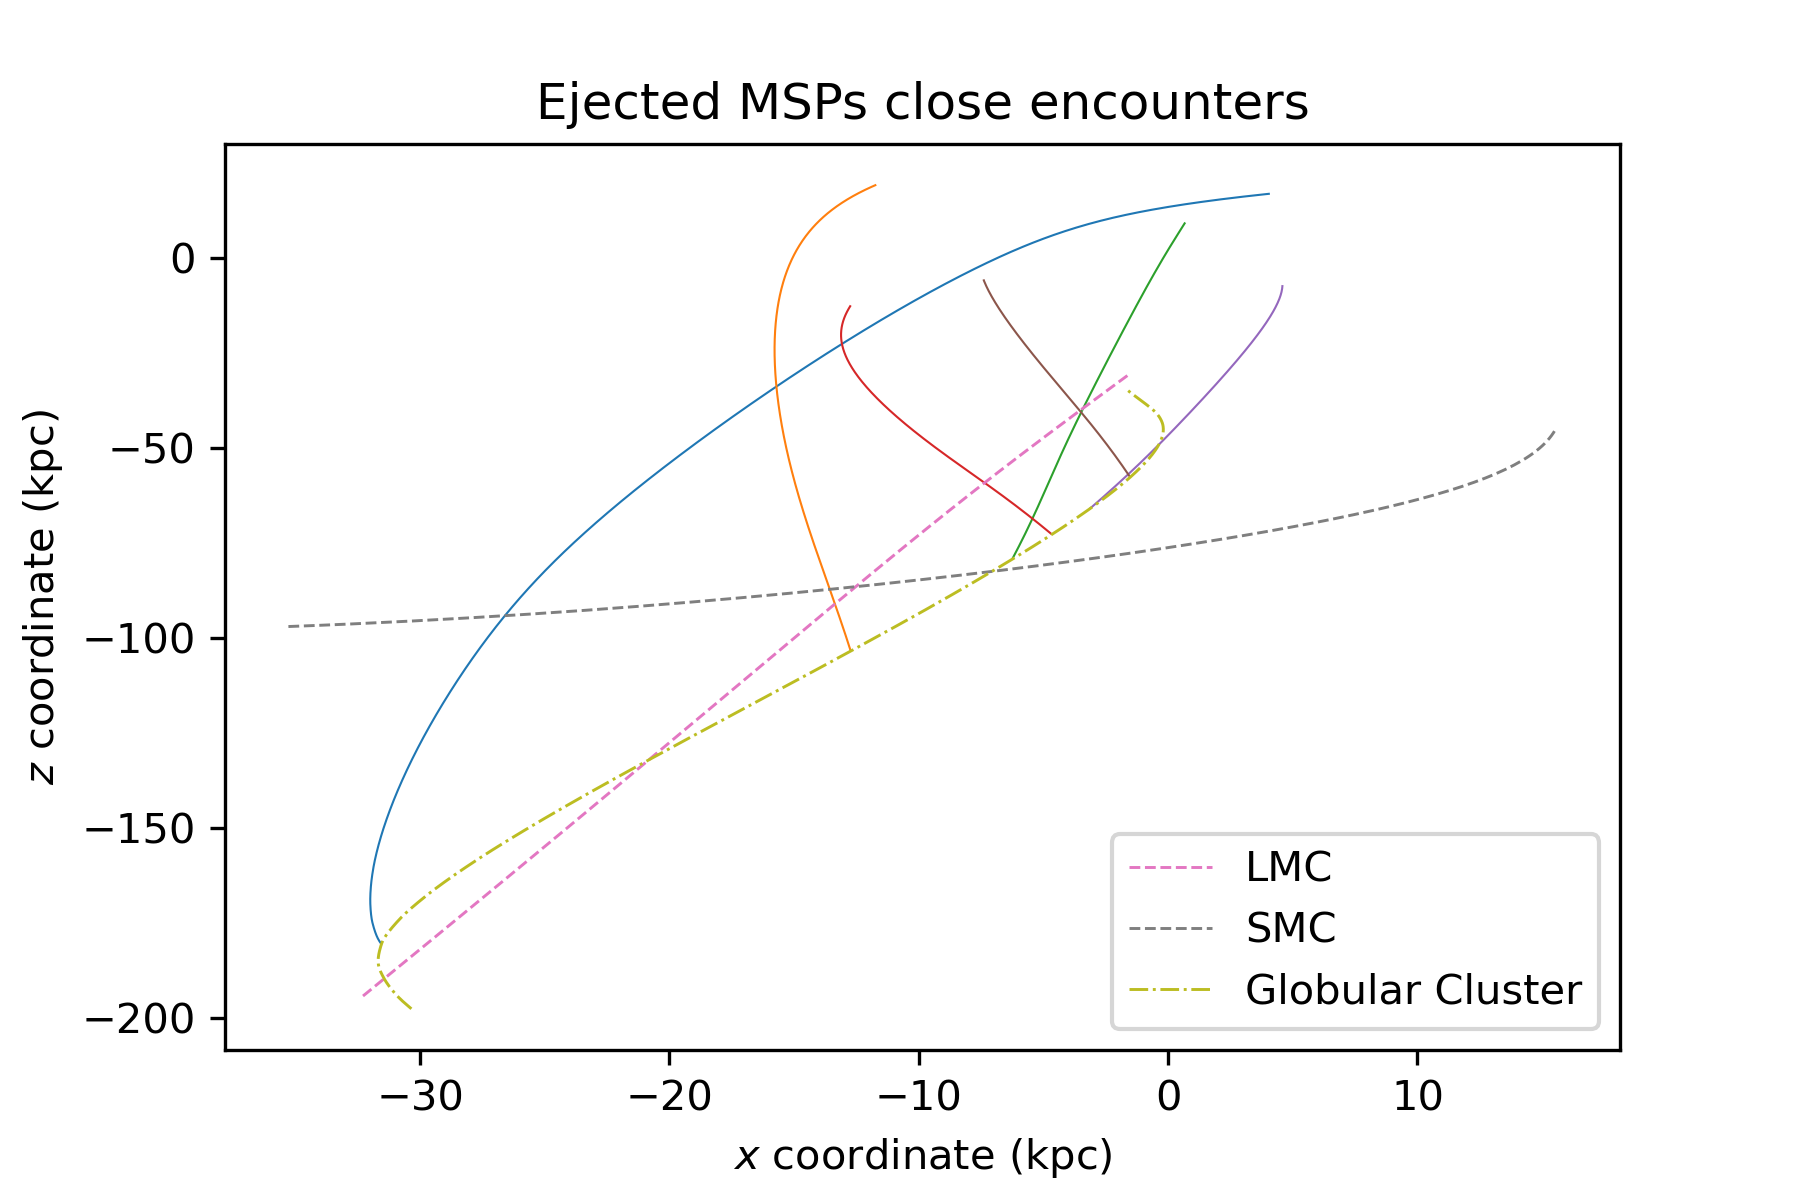 Ejected MSPs close encounters
z coordinate (kpc)
0
−50
−100
−150
−200
LMC
SMC
Globular Cluster
−30 −20 −10 0 10
x coordinate (kpc)